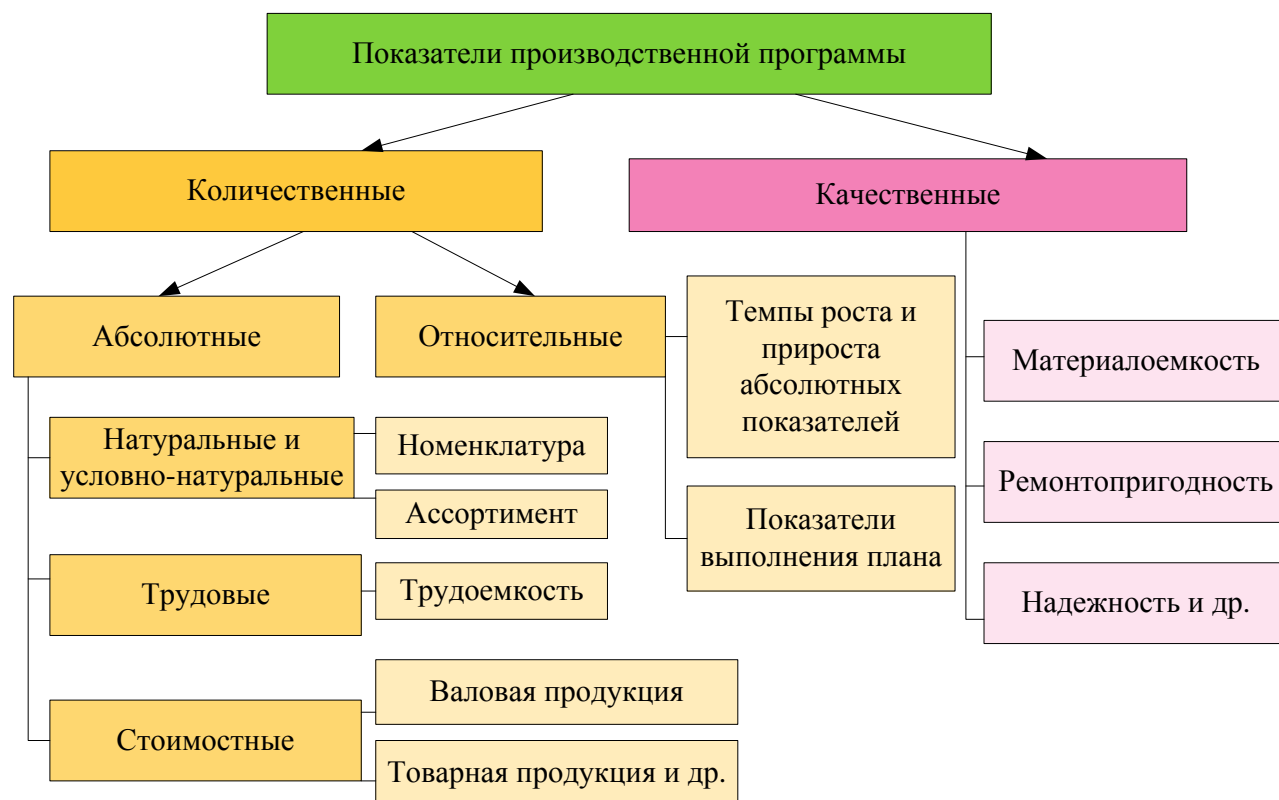 Показатели производственной программы
Количественные
Качественные
Абсолютные
Относительные
Темпы роста и
прироста
абсолютных
показателей
Материалоемкость
Натуральные и
условно-натуральные
Номенклатура
Ассортимент
Показатели
выполнения плана
Ремонтопригодность
Трудовые
Трудоемкость
Надежность и др.
Стоимостные
Валовая продукция
Товарная продукция и др.